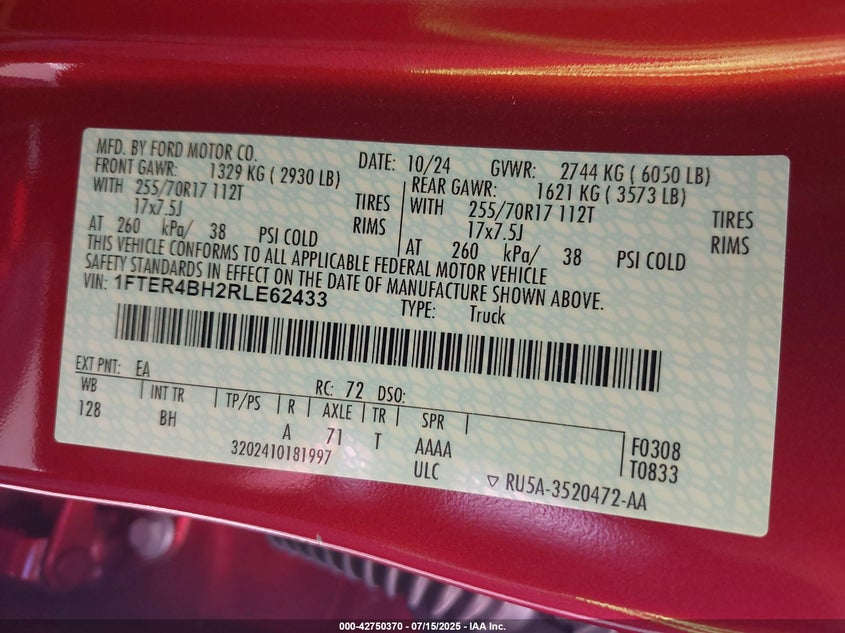 MFD. BY FORD MOTOR CO.
DATE: 10/24 GVWR: 2744 KG ( 6050 LB)
FRONT GAWR: 1329 KG ( 2930 LB)
WITH 255/70R17 112T TIRES
17x7.5J RIMS
AT 260 kPa/ 38 PSI COLD
REAR GAWR: 1621 KG ( 3573 LB)
WITH 255/70R17 112T TIRES
17x7.5J RIMS
AT 260 kPa/ 38 PSI COLD
THIS VEHICLE CONFORMS TO ALL APPLICABLE FEDERAL MOTOR VEHICLE
SAFETY STANDARDS IN EFFECT ON THE DATE OF MANUFACTURE SHOWN ABOVE.
VIN: 1FTER4BH2RLE62433
TYPE: Truck
EXT PNT: EA RC: 72 DSO:
WB INT TR TP/PS R AXLE TR SPR
128 BH A 71 T AAAA F0308
3202410181997 ULC T0833
▽ RU5A-3520472-AA
000-42750370 - 07/15/2025 - IAA Inc.